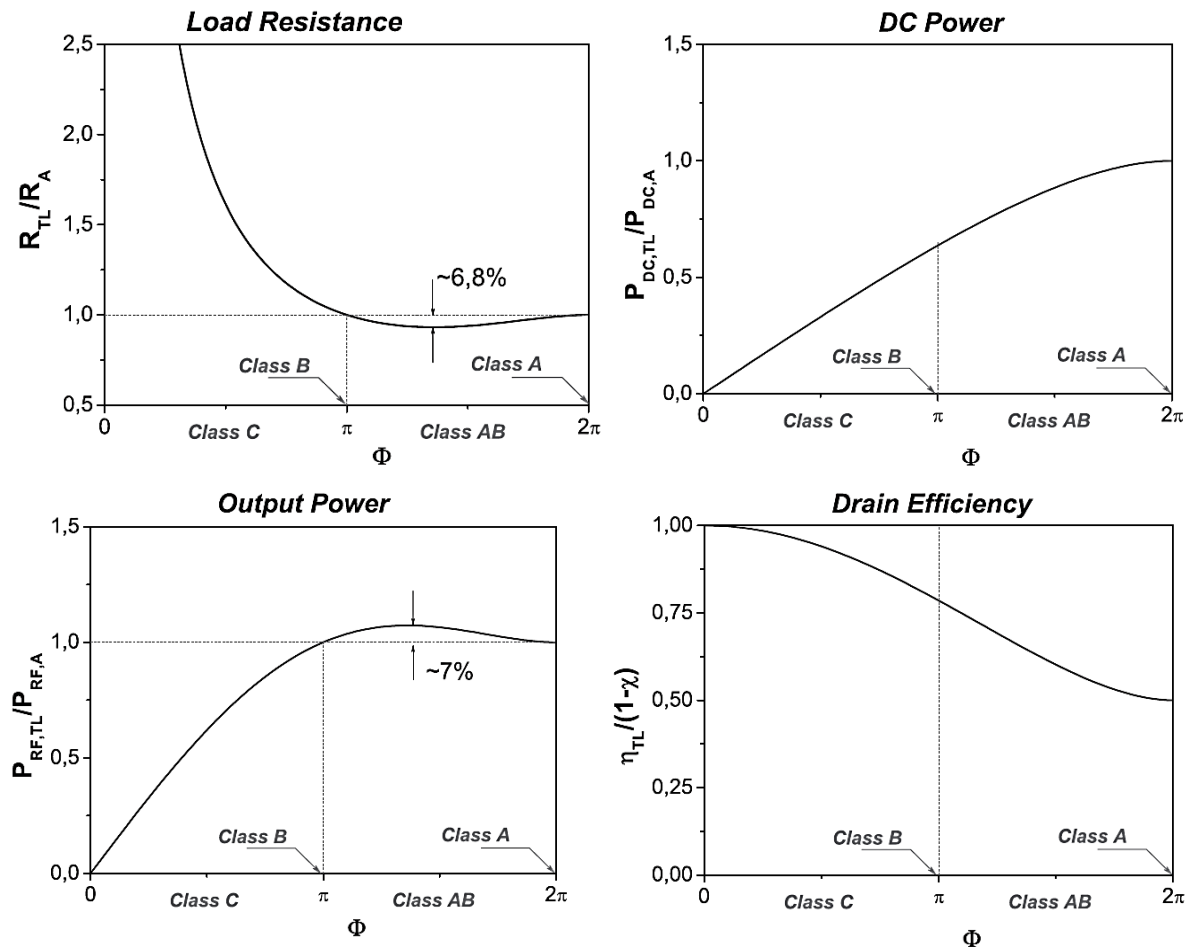 Load Resistance
2,5
2,0
1,5
1,0
0,5
R_TL/R_A
~6,8%
Class B
Class A
0
π
2π
Class C
Class AB
Φ
DC Power
1,5
1,0
0,5
0,0
P_DC,TL/P_DC,A
Class B
Class A
0
π
2π
Class C
Class AB
Φ
Output Power
1,5
1,0
0,5
0,0
P_RF,TL/P_RF,A
~7%
Class B
Class A
0
π
2π
Class C
Class AB
Φ
Drain Efficiency
1,00
0,75
0,50
0,25
0,00
η_TL/(1-χ)
Class B
Class A
0
π
2π
Class C
Class AB
Φ